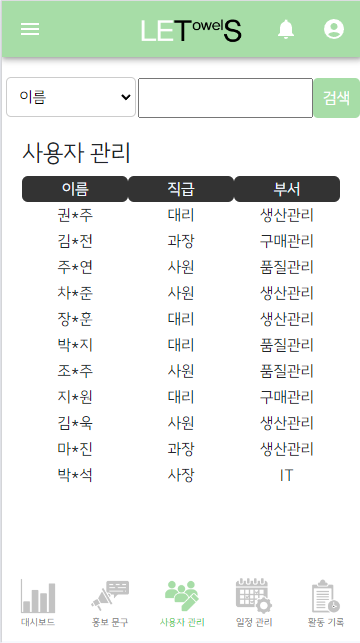 LETowelS
이름 검색
사용자 관리
이름 직급 부서
권*주 대리 생산관리
김*전 과장 구매관리
주*연 사원 품질관리
차*준 사원 생산관리
장*훈 대리 생산관리
박*지 대리 품질관리
조*주 사원 품질관리
지*원 대리 구매관리
김*욱 사원 생산관리
마*진 과장 생산관리
박*석 사장 IT
대시보드 홍보 문구 사용자 관리 일정 관리 활동 기록